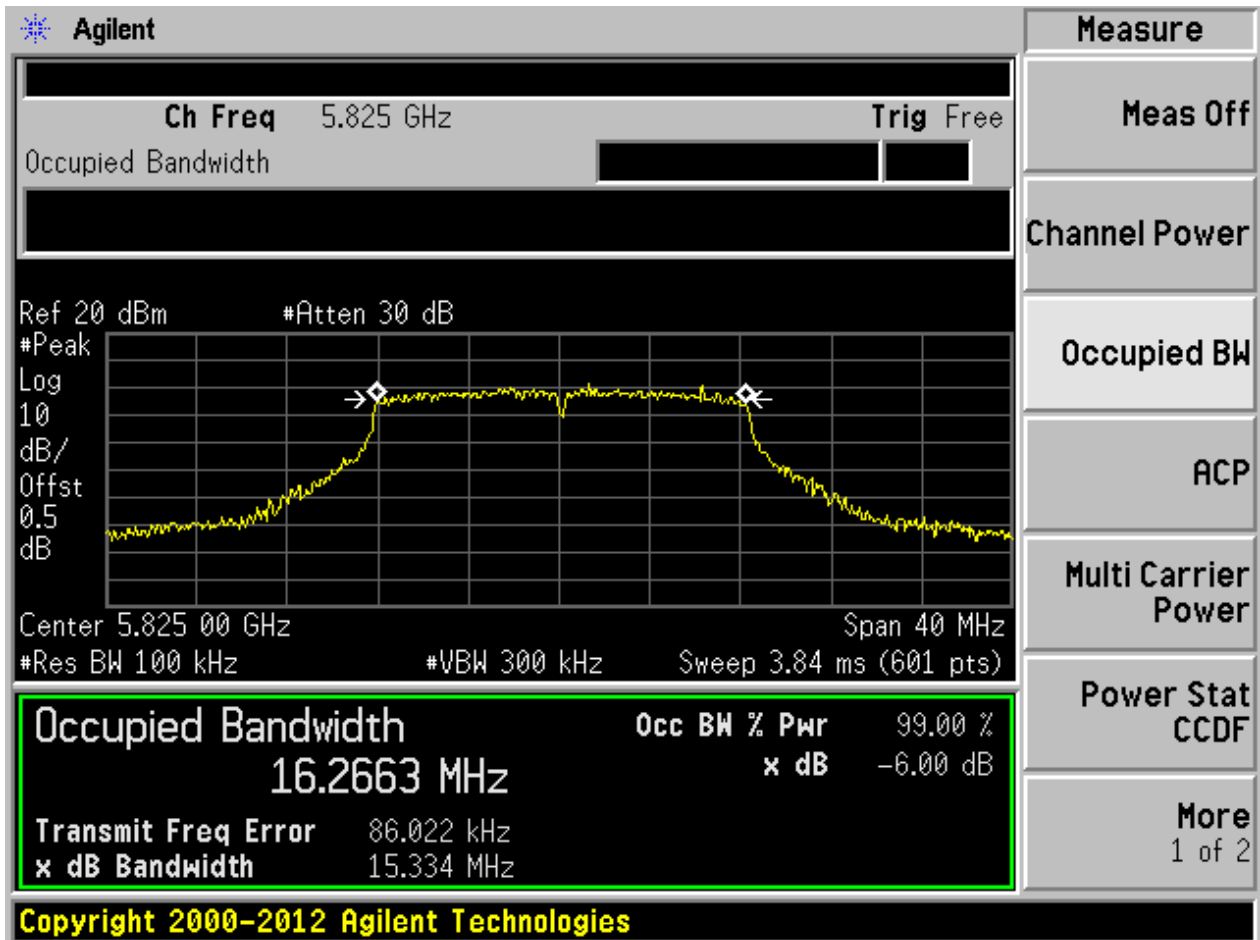 Agilent
Measure
Ch Freq 5.825 GHz Trig Free
Occupied Bandwidth
Meas Off
Channel Power
Occupied BW
ACP
Multi Carrier
Power
Power Stat
CCDF
More
1 of 2
Ref 20 dBm #Atten 30 dB
#Peak
Log
10
dB/
Offst
0.5
dB
Center 5.825 00 GHz Span 40 MHz
#Res BW 100 kHz #VBW 300 kHz Sweep 3.84 ms (601 pts)
Occupied Bandwidth Occ BW % Pwr 99.00 %
16.2663 MHz x dB -6.00 dB
Transmit Freq Error 86.022 kHz
x dB Bandwidth 15.334 MHz
Copyright 2000-2012 Agilent Technologies